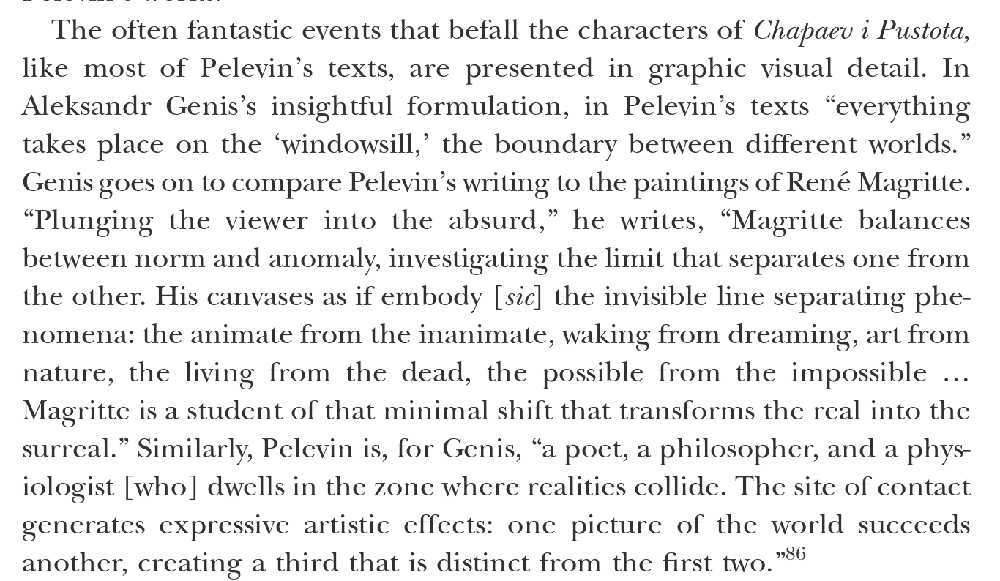 The often fantastic events that befall the characters of Chapaev i Pustota,
like most of Pelevin’s texts, are presented in graphic visual detail. In
Aleksandr Genis’s insightful formulation, in Pelevin’s texts “everything
takes place on the ‘windowsill,’ the boundary between different worlds.”
Genis goes on to compare Pelevin’s writing to the paintings of René Magritte.
“Plunging the viewer into the absurd,” he writes, “Magritte balances
between norm and anomaly, investigating the limit that separates one from
the other. His canvases as if embody [sic] the invisible line separating phe-
nomena: the animate from the inanimate, waking from dreaming, art from
nature, the living from the dead, the possible from the impossible …
Magritte is a student of that minimal shift that transforms the real into the
surreal.” Similarly, Pelevin is, for Genis, “a poet, a philosopher, and a phys-
iologist [who] dwells in the zone where realities collide. The site of contact
generates expressive artistic effects: one picture of the world succeeds
another, creating a third that is distinct from the first two.”86